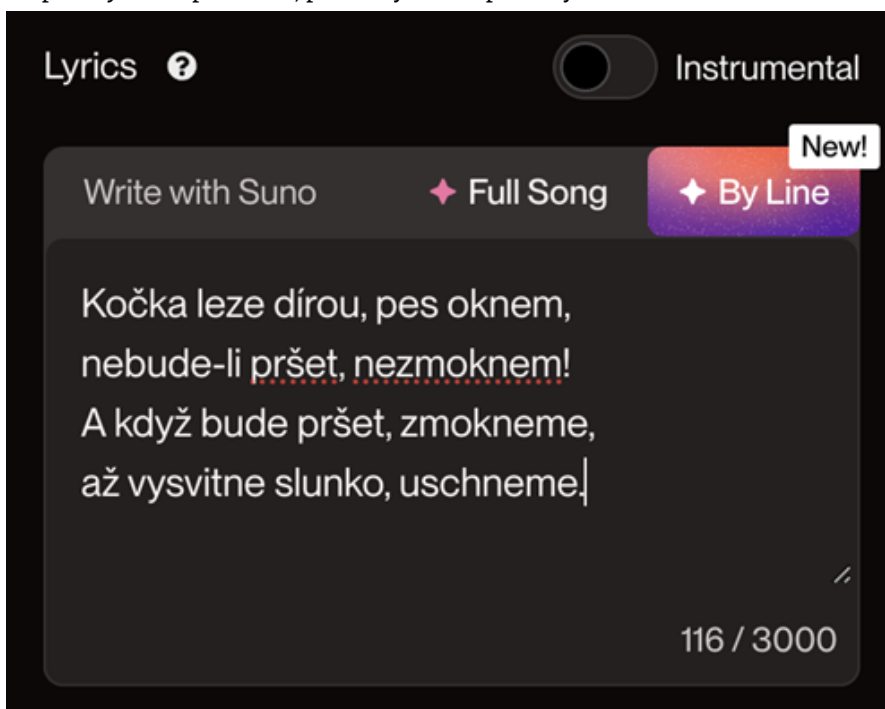 Lyrics ?
Instrumental
New!
Write with Suno Full Song By Line
Kočka leze dírou, pes oknem,
nebude-li pršet, nezmoknem!
A když bude pršet, zmokneme,
až vysvitne slunko, uschneme.
116 / 3000